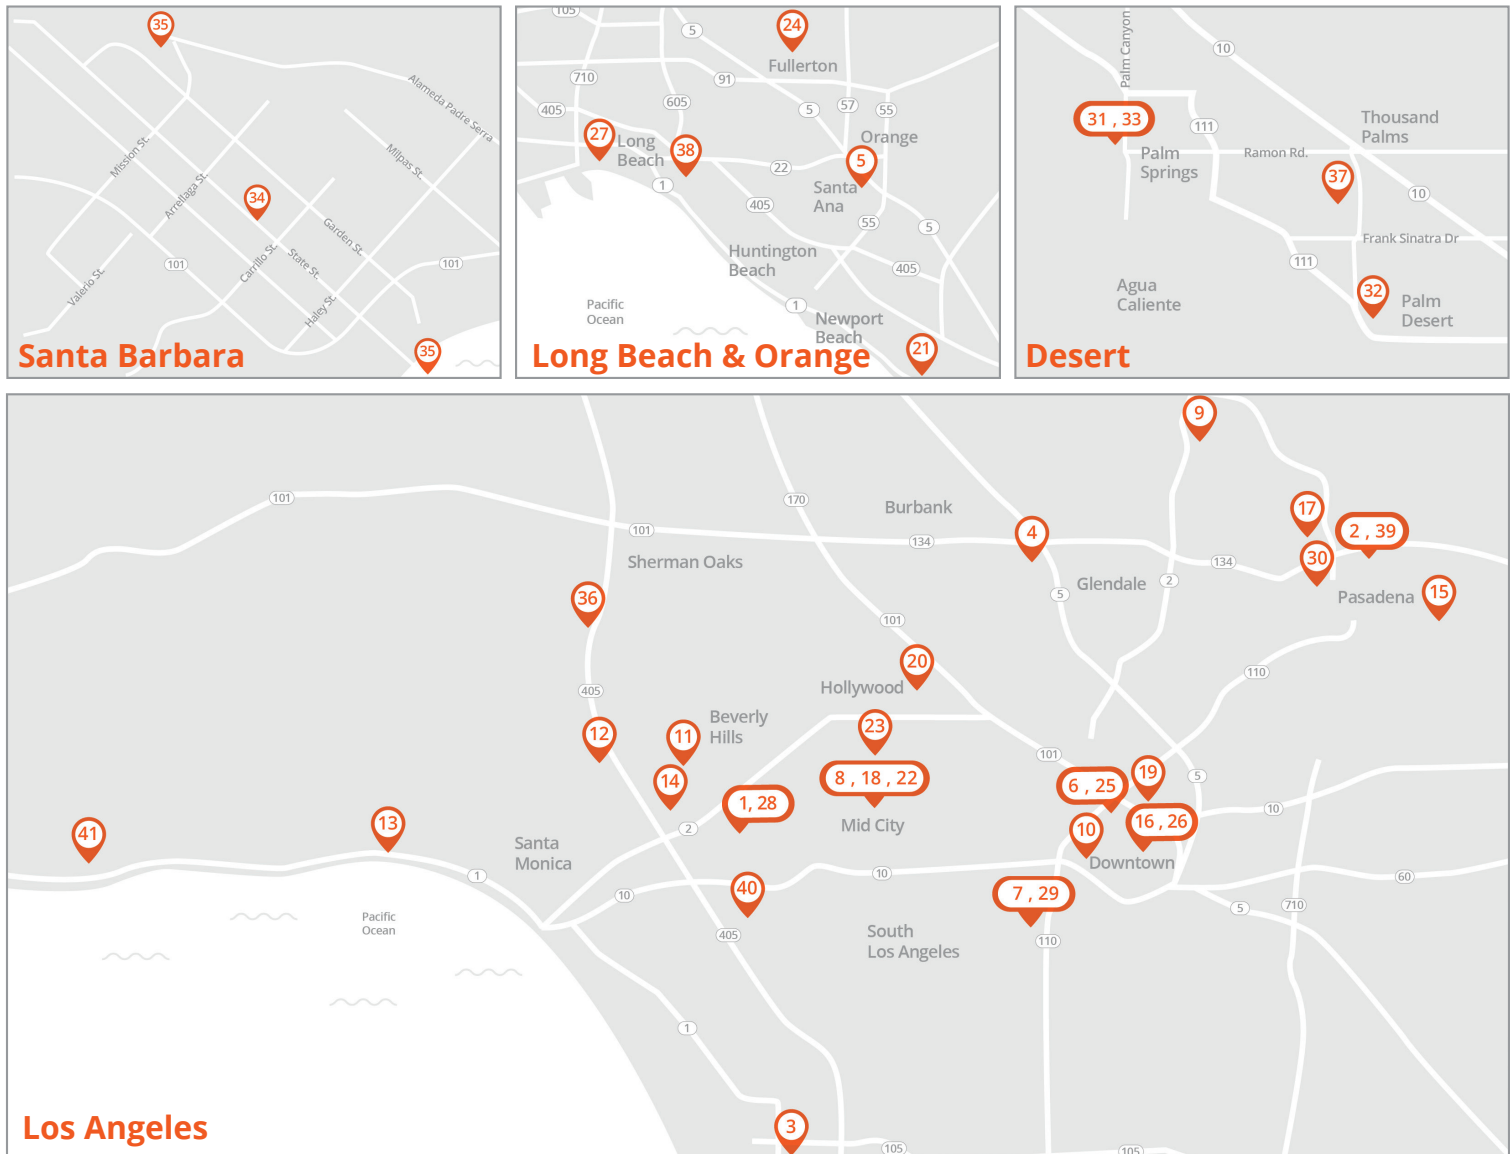 35
Alameda Padre Serra
Mission St.
Milpas St.
Arrellaga St.
34
Garden St.
State St.
Carrillo St.
101
101
Valerio St.
Haley St.
35
Santa Barbara
105
5
24
Fullerton
710
91
605
405
5
57
55
27
Long
Beach
38
Orange
5
22
1
Santa
Ana
405
55
5
Huntington
Beach
405
Pacific
Ocean
1
Newport
Beach
21
Long Beach & Orange
Palm Canyon
10
31 , 33
111
Thousand
Palms
Palm
Springs
Ramon Rd.
37
10
Frank Sinatra Dr
111
Agua
Caliente
32
Palm
Desert
Desert
9
101
170
Burbank
17
2 , 39
101
134
4
Sherman Oaks
134
30
Glendale
2
5
Pasadena
15
36
101
20
110
405
Hollywood
Beverly
Hills
12
11
23
101
14
8 , 18 , 22
6 , 25
19
5
1, 28
10
41
13
2
Mid City
10
16 , 26
Santa
Monica
Downtown
1
10
40
10
7 , 29
60
5
710
Pacific
Ocean
405
South
Los Angeles
110
1
Los Angeles
3
105
105